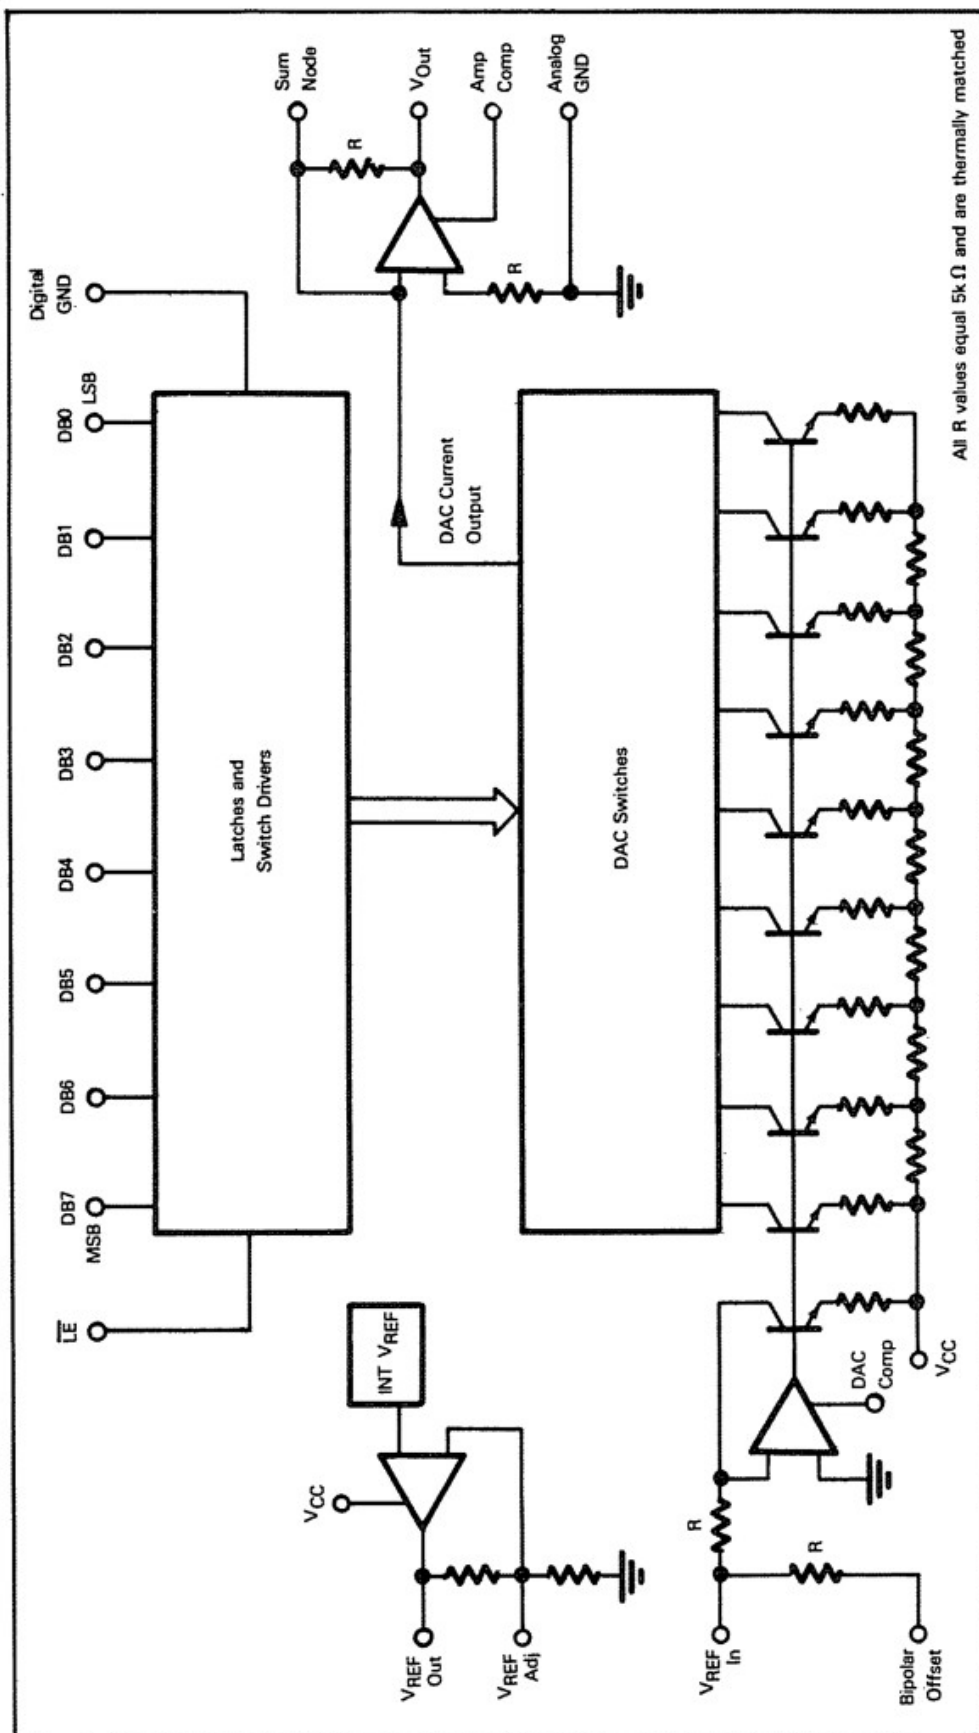 LE
MSB
DB7
DB6
DB5
DB4
DB3
DB2
DB1
DB0
LSB
Digital
GND
Latches and
Switch Drivers
Sum
Node
R
VOut
Amp
Comp
R
Analog
GND
INT VREF
VCC
VREF
Out
VREF
Adj
DAC Current
Output
DAC Switches
R
VREF
In
R
Bipolar
Offset
DAC
Comp
VCC
All R values equal 5k Ω and are thermally matched